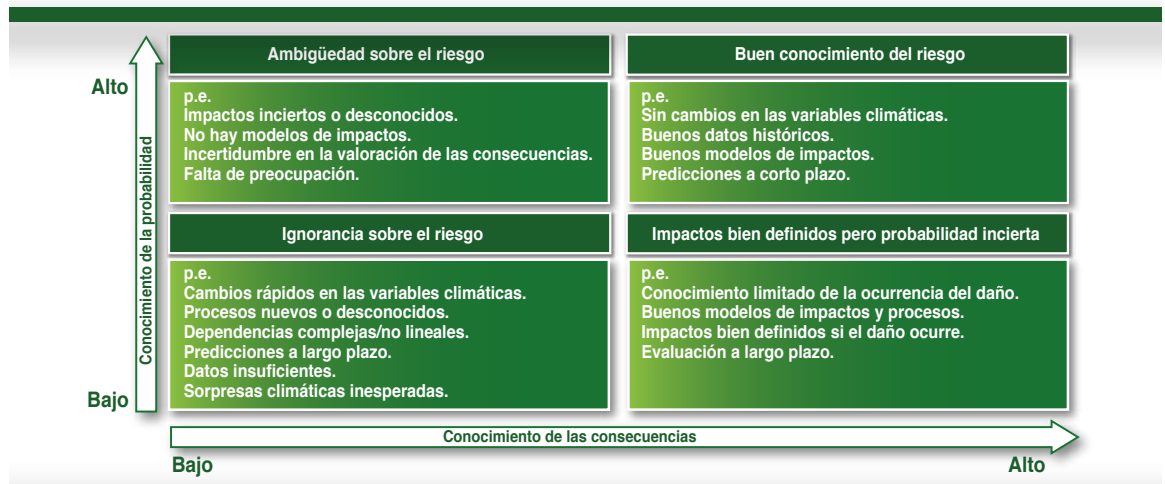 Alto
Conocimiento de la probabilidad
Bajo
Ambigüedad sobre el riesgo
p.e.
Impactos inciertos o desconocidos.
No hay modelos de impactos.
Incertidumbre en la valoración de las consecuencias.
Falta de preocupación.
Buen conocimiento del riesgo
p.e.
Sin cambios en las variables climáticas.
Buenos datos históricos.
Buenos modelos de impactos.
Predicciones a corto plazo.
Ignorancia sobre el riesgo
p.e.
Cambios rápidos en las variables climáticas.
Procesos nuevos o desconocidos.
Dependencias complejas/no lineales.
Predicciones a largo plazo.
Datos insuficientes.
Sorpresas climáticas inesperadas.
Impactos bien definidos pero probabilidad incierta
p.e.
Conocimiento limitado de la ocurrencia del daño.
Buenos modelos de impactos y procesos.
Impactos bien definidos si el daño ocurre.
Evaluación a largo plazo.
Conocimiento de las consecuencias
Bajo
Alto